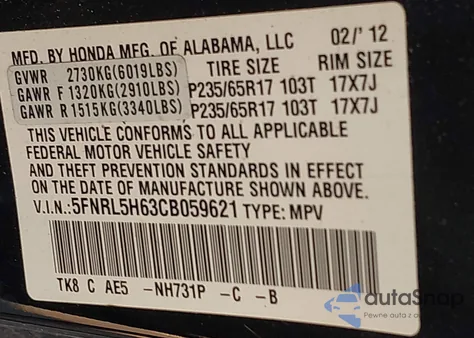 MFD. BY HONDA MFG. OF ALABAMA, LLC 02/' 12
GVWR 2730KG(6019LBS) TIRE SIZE RIM SIZE
GAWR F 1320KG(2910LBS) P235/65R17 103T 17X7J
GAWR R 1515KG(3340LBS) P235/65R17 103T 17X7J
THIS VEHICLE CONFORMS TO ALL APPLICABLE
FEDERAL MOTOR VEHICLE SAFETY
AND THEFT PREVENTION STANDARDS IN EFFECT
ON THE DATE OF MANUFACTURE SHOWN ABOVE.
V.I.N.:5FNRL5H63CB059621 TYPE: MPV
TK8 C AE5 -NH731P -C -B
autaSnap
Pewne auta z